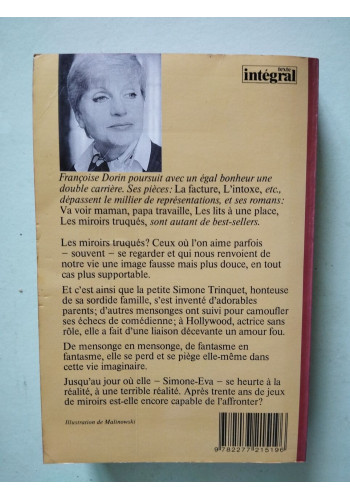 texte
intégral
Françoise Dorin poursuit avec un égal bonheur une
double carrière. Ses pièces: La facture, L'intoxe, etc.,
dépassent le millier de représentations, et ses romans:
Va voir maman, papa travaille, Les lits à une place,
Les miroirs truqués, sont autant de best-sellers.
Les miroirs truqués? Ceux où l'on aime parfois
– souvent – se regarder et qui nous renvoient de
notre vie une image fausse mais plus douce, en tout
cas plus supportable.
Et c'est ainsi que la petite Simone Trinquet, honteuse
de sa sordide famille, s'est inventé d'adorables
parents; d'autres mensonges ont suivi pour camoufler
ses échecs de comédienne; à Hollywood, actrice sans
rôle, elle a fait d'une liaison décevante un amour fou.
De mensonge en mensonge, de fantasme en
fantasme, elle se perd et se piège elle-même dans
cette vie imaginaire.
Jusqu'au jour où elle – Simone-Eva – se heurte à la
réalité, à une terrible réalité. Après trente ans de jeux
de miroirs est-elle encore capable de l'affronter?
Illustration de Malinowski
9 782277 215196